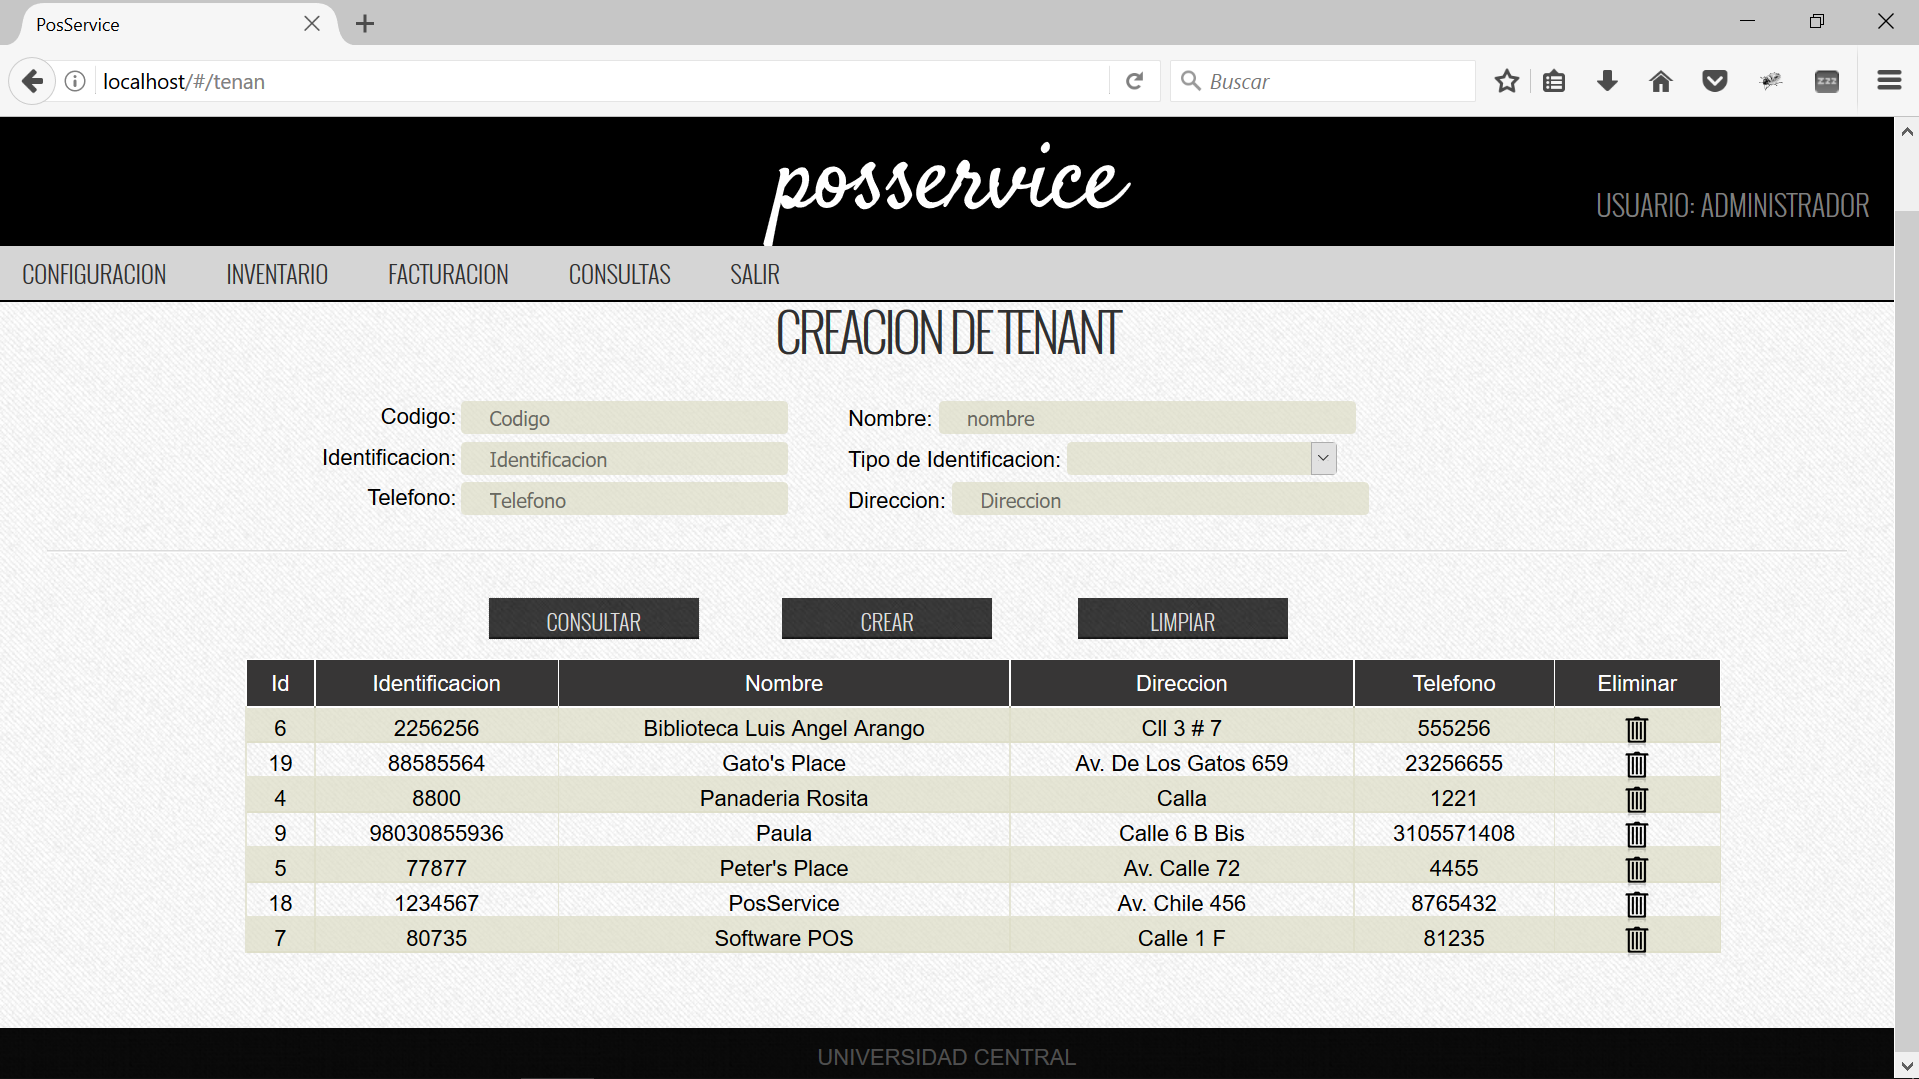 PosService
localhost/#/tenan
Buscar
zzz
posservice
USUARIO: ADMINISTRADOR
CONFIGURACION INVENTARIO FACTURACION CONSULTAS SALIR
CREACION DE TENANT
Codigo: Codigo Nombre: nombre
Identificacion: Identificacion Tipo de Identificacion:
Telefono: Telefono Direccion: Direccion
CONSULTAR CREAR LIMPIAR
Id Identificacion Nombre Direccion Telefono Eliminar
6 2256256 Biblioteca Luis Angel Arango Cll 3 # 7 555256
19 88585564 Gato's Place Av. De Los Gatos 659 23256655
4 8800 Panaderia Rosita Calla 1221
9 98030855936 Paula Calle 6 B Bis 3105571408
5 77877 Peter's Place Av. Calle 72 4455
18 1234567 PosService Av. Chile 456 8765432
7 80735 Software POS Calle 1 F 81235
UNIVERSIDAD CENTRAL